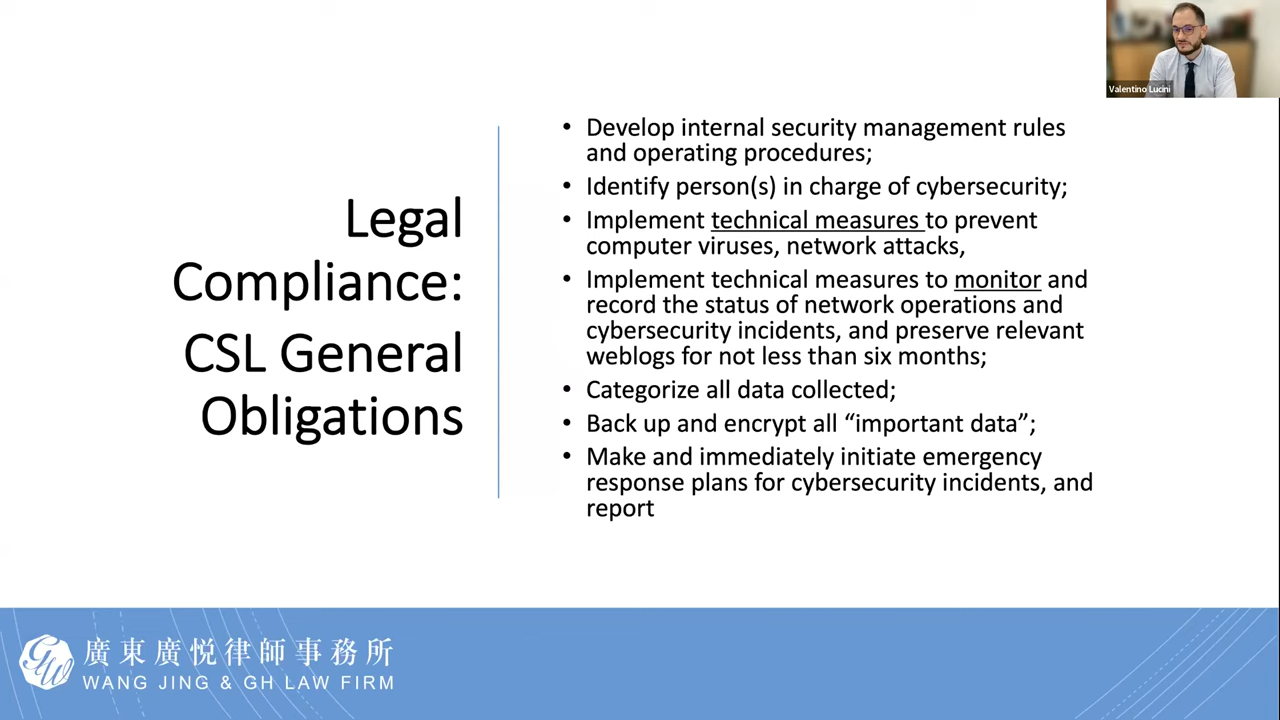 Valentino Lucini
Legal
Compliance:
CSL General
Obligations
• Develop internal security management rules
and operating procedures;
• Identify person(s) in charge of cybersecurity;
• Implement technical measures to prevent
computer viruses, network attacks,
• Implement technical measures to monitor and
record the status of network operations and
cybersecurity incidents, and preserve relevant
weblogs for not less than six months;
• Categorize all data collected;
• Back up and encrypt all “important data”;
• Make and immediately initiate emergency
response plans for cybersecurity incidents, and
report
GW
廣東廣悦律師事務所
WANG JING & GH LAW FIRM